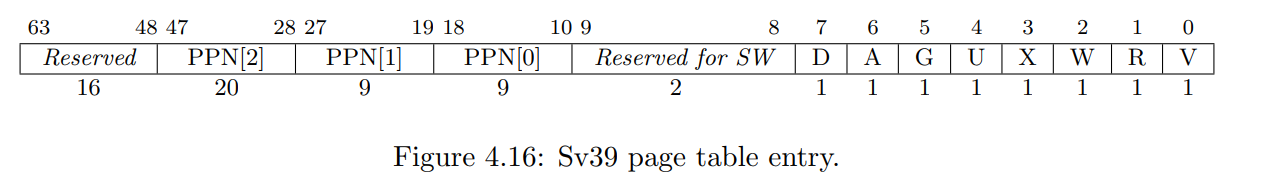 63 48 47 28 27 19 18 10 9 8 7 6 5 4 3 2 1 0
Reserved PPN[2] PPN[1] PPN[0] Reserved for SW D A G U X W R V
16 20 9 9 2 1 1 1 1 1 1 1 1
Figure 4.16: Sv39 page table entry.